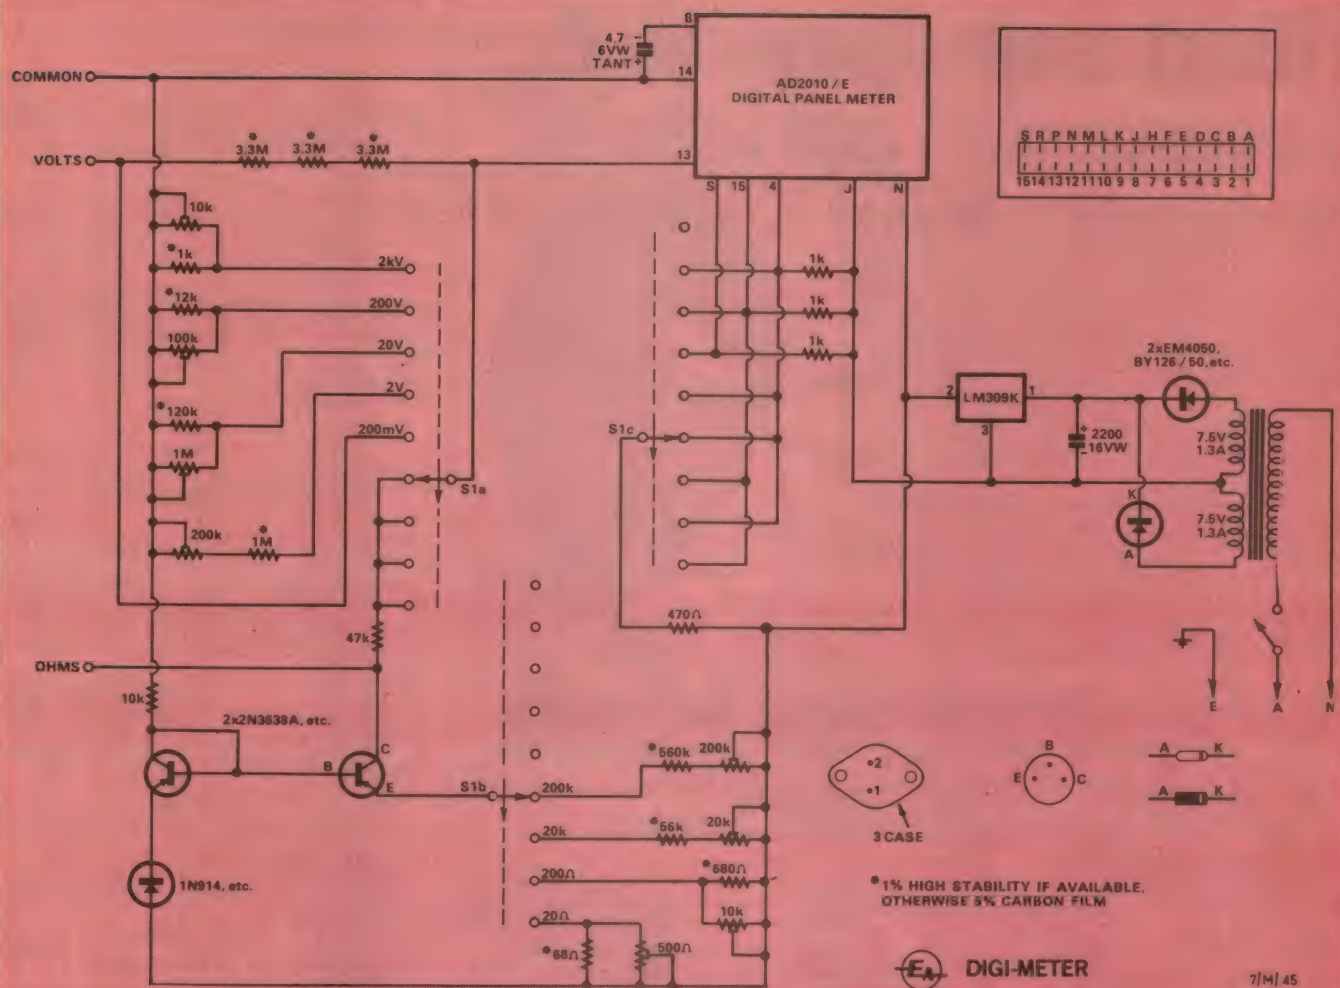 COMMON
VOLTS
OHMS
4.7
6VW
TANT
-
+
8
14
13
AD2010 / E
DIGITAL PANEL METER
S 15 4 J N
S R P N M L K J H F E D C B A
15 14 13 12 11 10 9 8 7 6 5 4 3 2 1
* 3.3M
* 3.3M
* 3.3M
10k
*1k
2kV
*12k
200V
100k
20V
2V
*120k
200mV
1M
S1a
200k
*
1M
47k
10k
2x2N3638A, etc.
B
C
E
1N914, etc.
1k
1k
1k
S1c
470Ω
2
LM309K
1
3
+
2200
-16VW
2xEM4050,
BY126 / 50, etc.
7.5V
1.3A
7.5V
1.3A
K
A
E
A
N
S1b
200k
*560k
200k
20k
*56k
20k
200Ω
*680Ω
10k
20Ω
*68Ω
500Ω
•2
•1
3 CASE
B
E
C
A K
A K
* 1% HIGH STABILITY IF AVAILABLE.
OTHERWISE 5% CARBON FILM
EA DIGI-METER
7/M/45